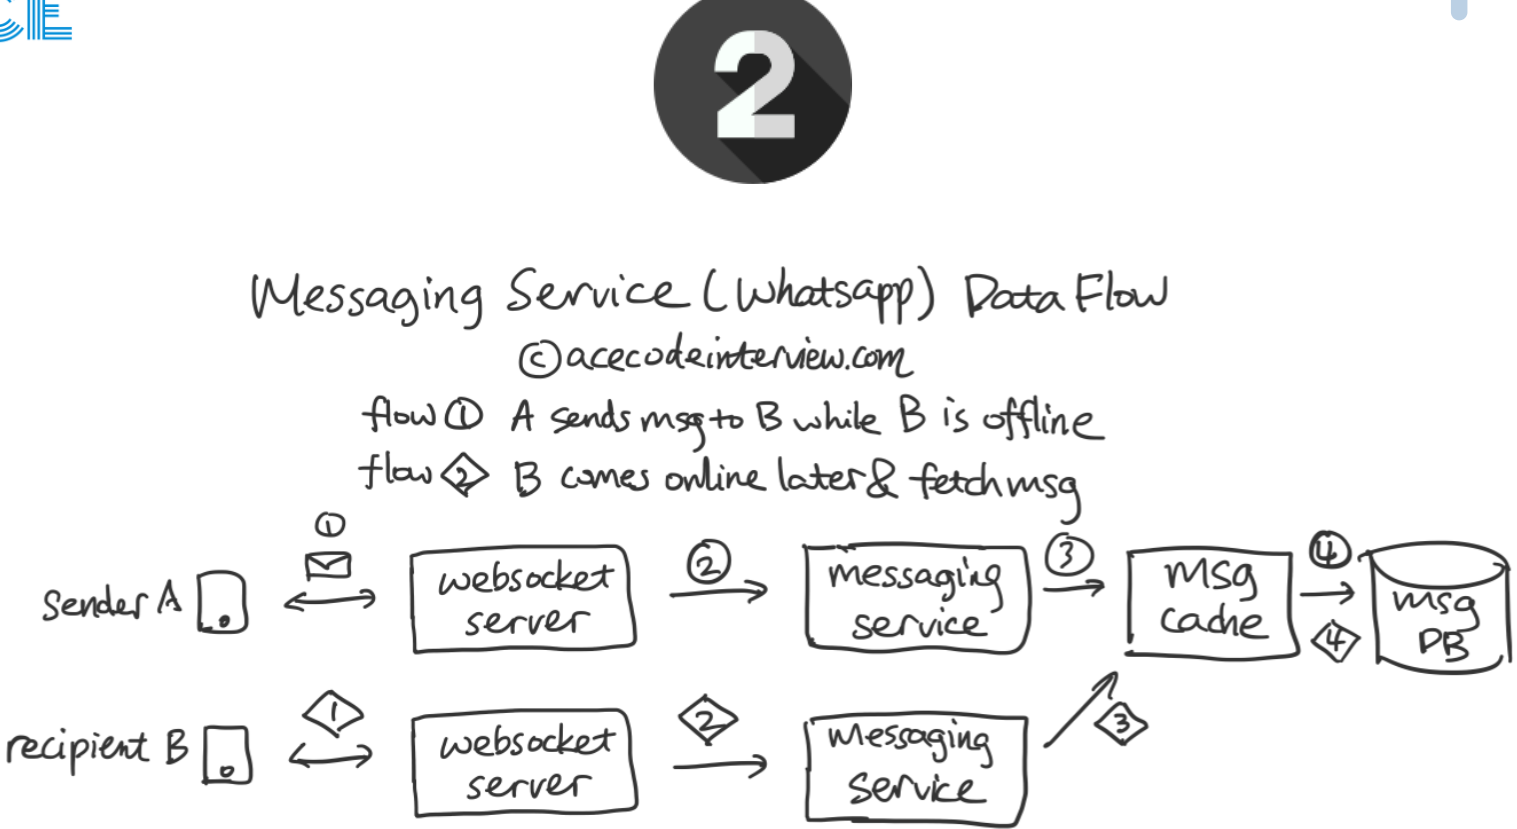 CE
2
Messaging Service (Whatsapp) Data Flow
© acecodeinterview.com
flow ① A sends msg to B while B is offline
flow 2 B comes online later & fetch msg
①
sender A
websocket
server
②
messaging
service
③
msg
cache
④
4
msg
DB
recipient B
1
websocket
server
2
messaging
service
3